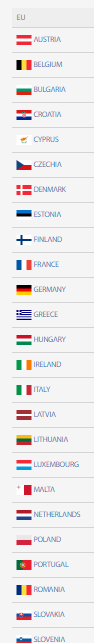 EU
AUSTRIA
BELGIUM
BULGARIA
CROATIA
CYPRUS
CZECHIA
DENMARK
ESTONIA
FINLAND
FRANCE
GERMANY
GREECE
HUNGARY
IRELAND
ITALY
LATVIA
LITHUANIA
LUXEMBOURG
MALTA
NETHERLANDS
POLAND
PORTUGAL
ROMANIA
SLOVAKIA
SLOVENIA